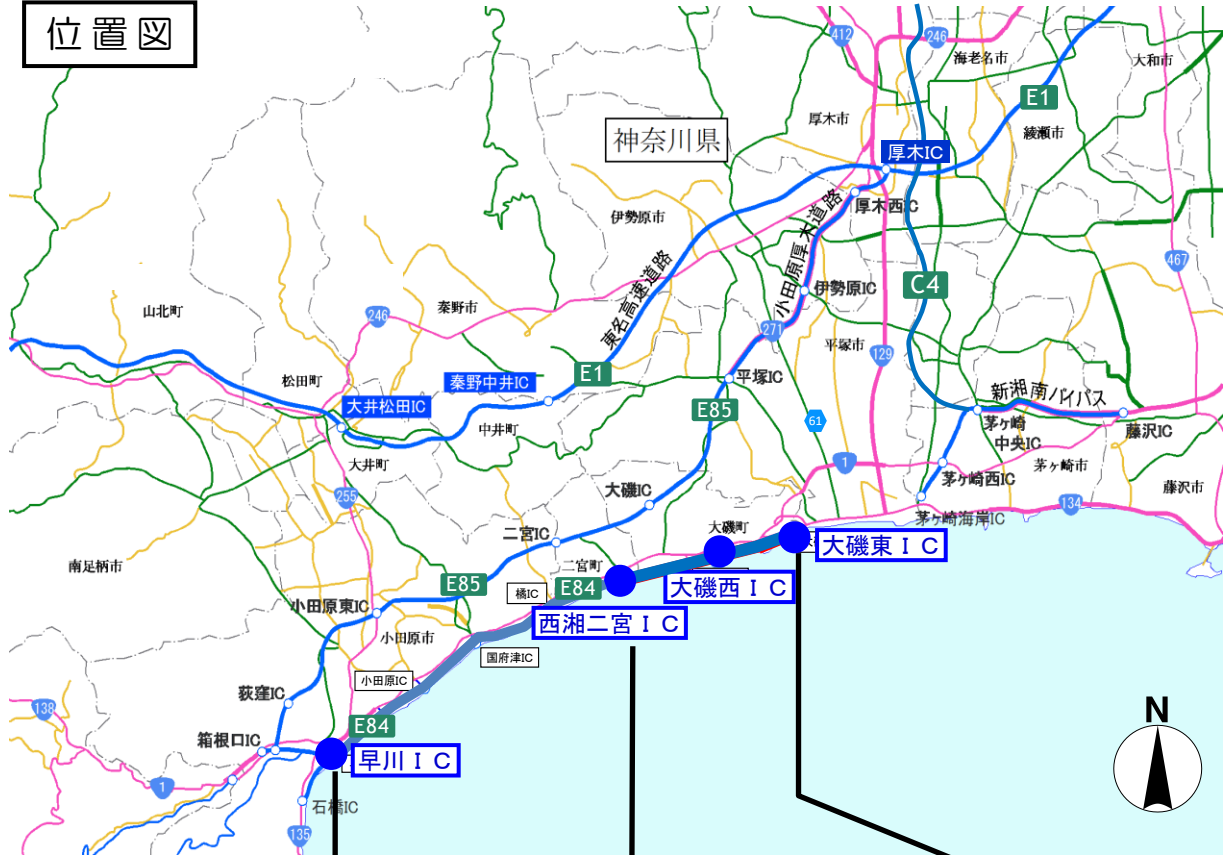 位置図
412
246
海老名市
大和市
E1
厚木市
綾瀬市
神奈川県
厚木IC
厚木西IC
伊勢原市
小田原厚木道路
東名高速道路
467
伊勢原IC
C4
山北町
246
秦野市
271
平塚市
129
松田町
秦野中井IC
E1
平塚IC
新湘南バイパス
大井松田IC
E85
61
茅ヶ崎
中央IC
藤沢IC
中井町
大井町
1
茅ヶ崎市
茅ヶ崎西IC
藤沢市
255
大磯IC
134
茅ヶ崎海岸IC
二宮IC
大磯町
大磯東IC
南足柄市
二宮町
E85
橘IC
E84
大磯西IC
小田原東IC
西湘二宮IC
小田原市
国府津IC
小田原IC
荻窪IC
138
E84
N
箱根口IC
早川IC
1
石橋IC
135